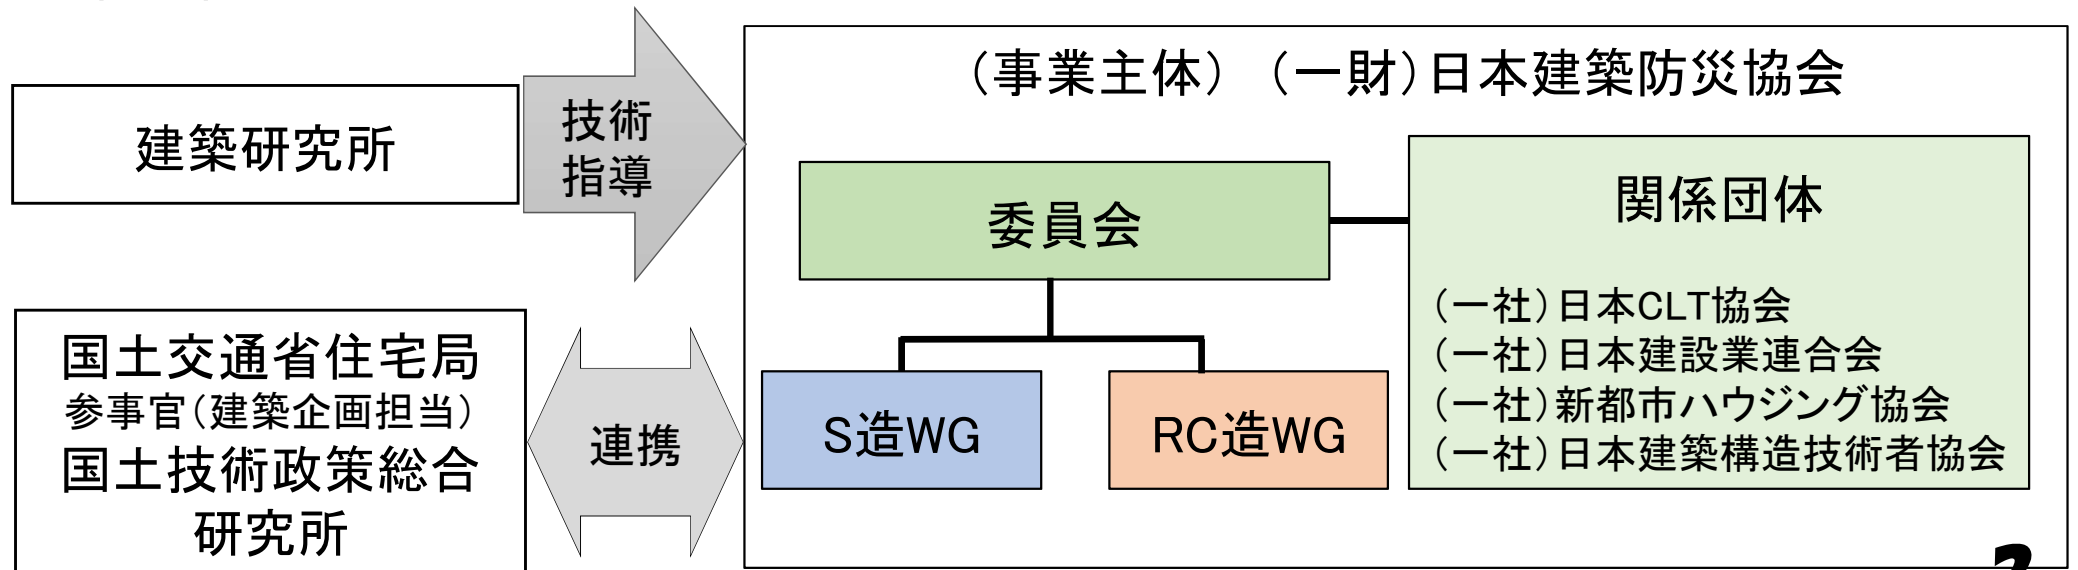 建築研究所
技術
指導
国土交通省住宅局
参事官(建築企画担当)
国土技術政策総合
研究所
連携
(事業主体) (一財)日本建築防災協会
委員会
S造WG
RC造WG
関係団体
(一社)日本CLT協会
(一社)日本建設業連合会
(一社)新都市ハウジング協会
(一社)日本建築構造技術者協会